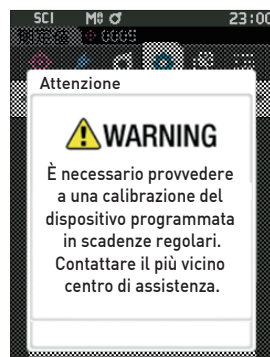 SCI
23:00
Attenzione
WARNING
È necessario provvedere
a una calibrazione del
dispositivo programmata
in scadenze regolari.
Contattare il più vicino
centro di assistenza.